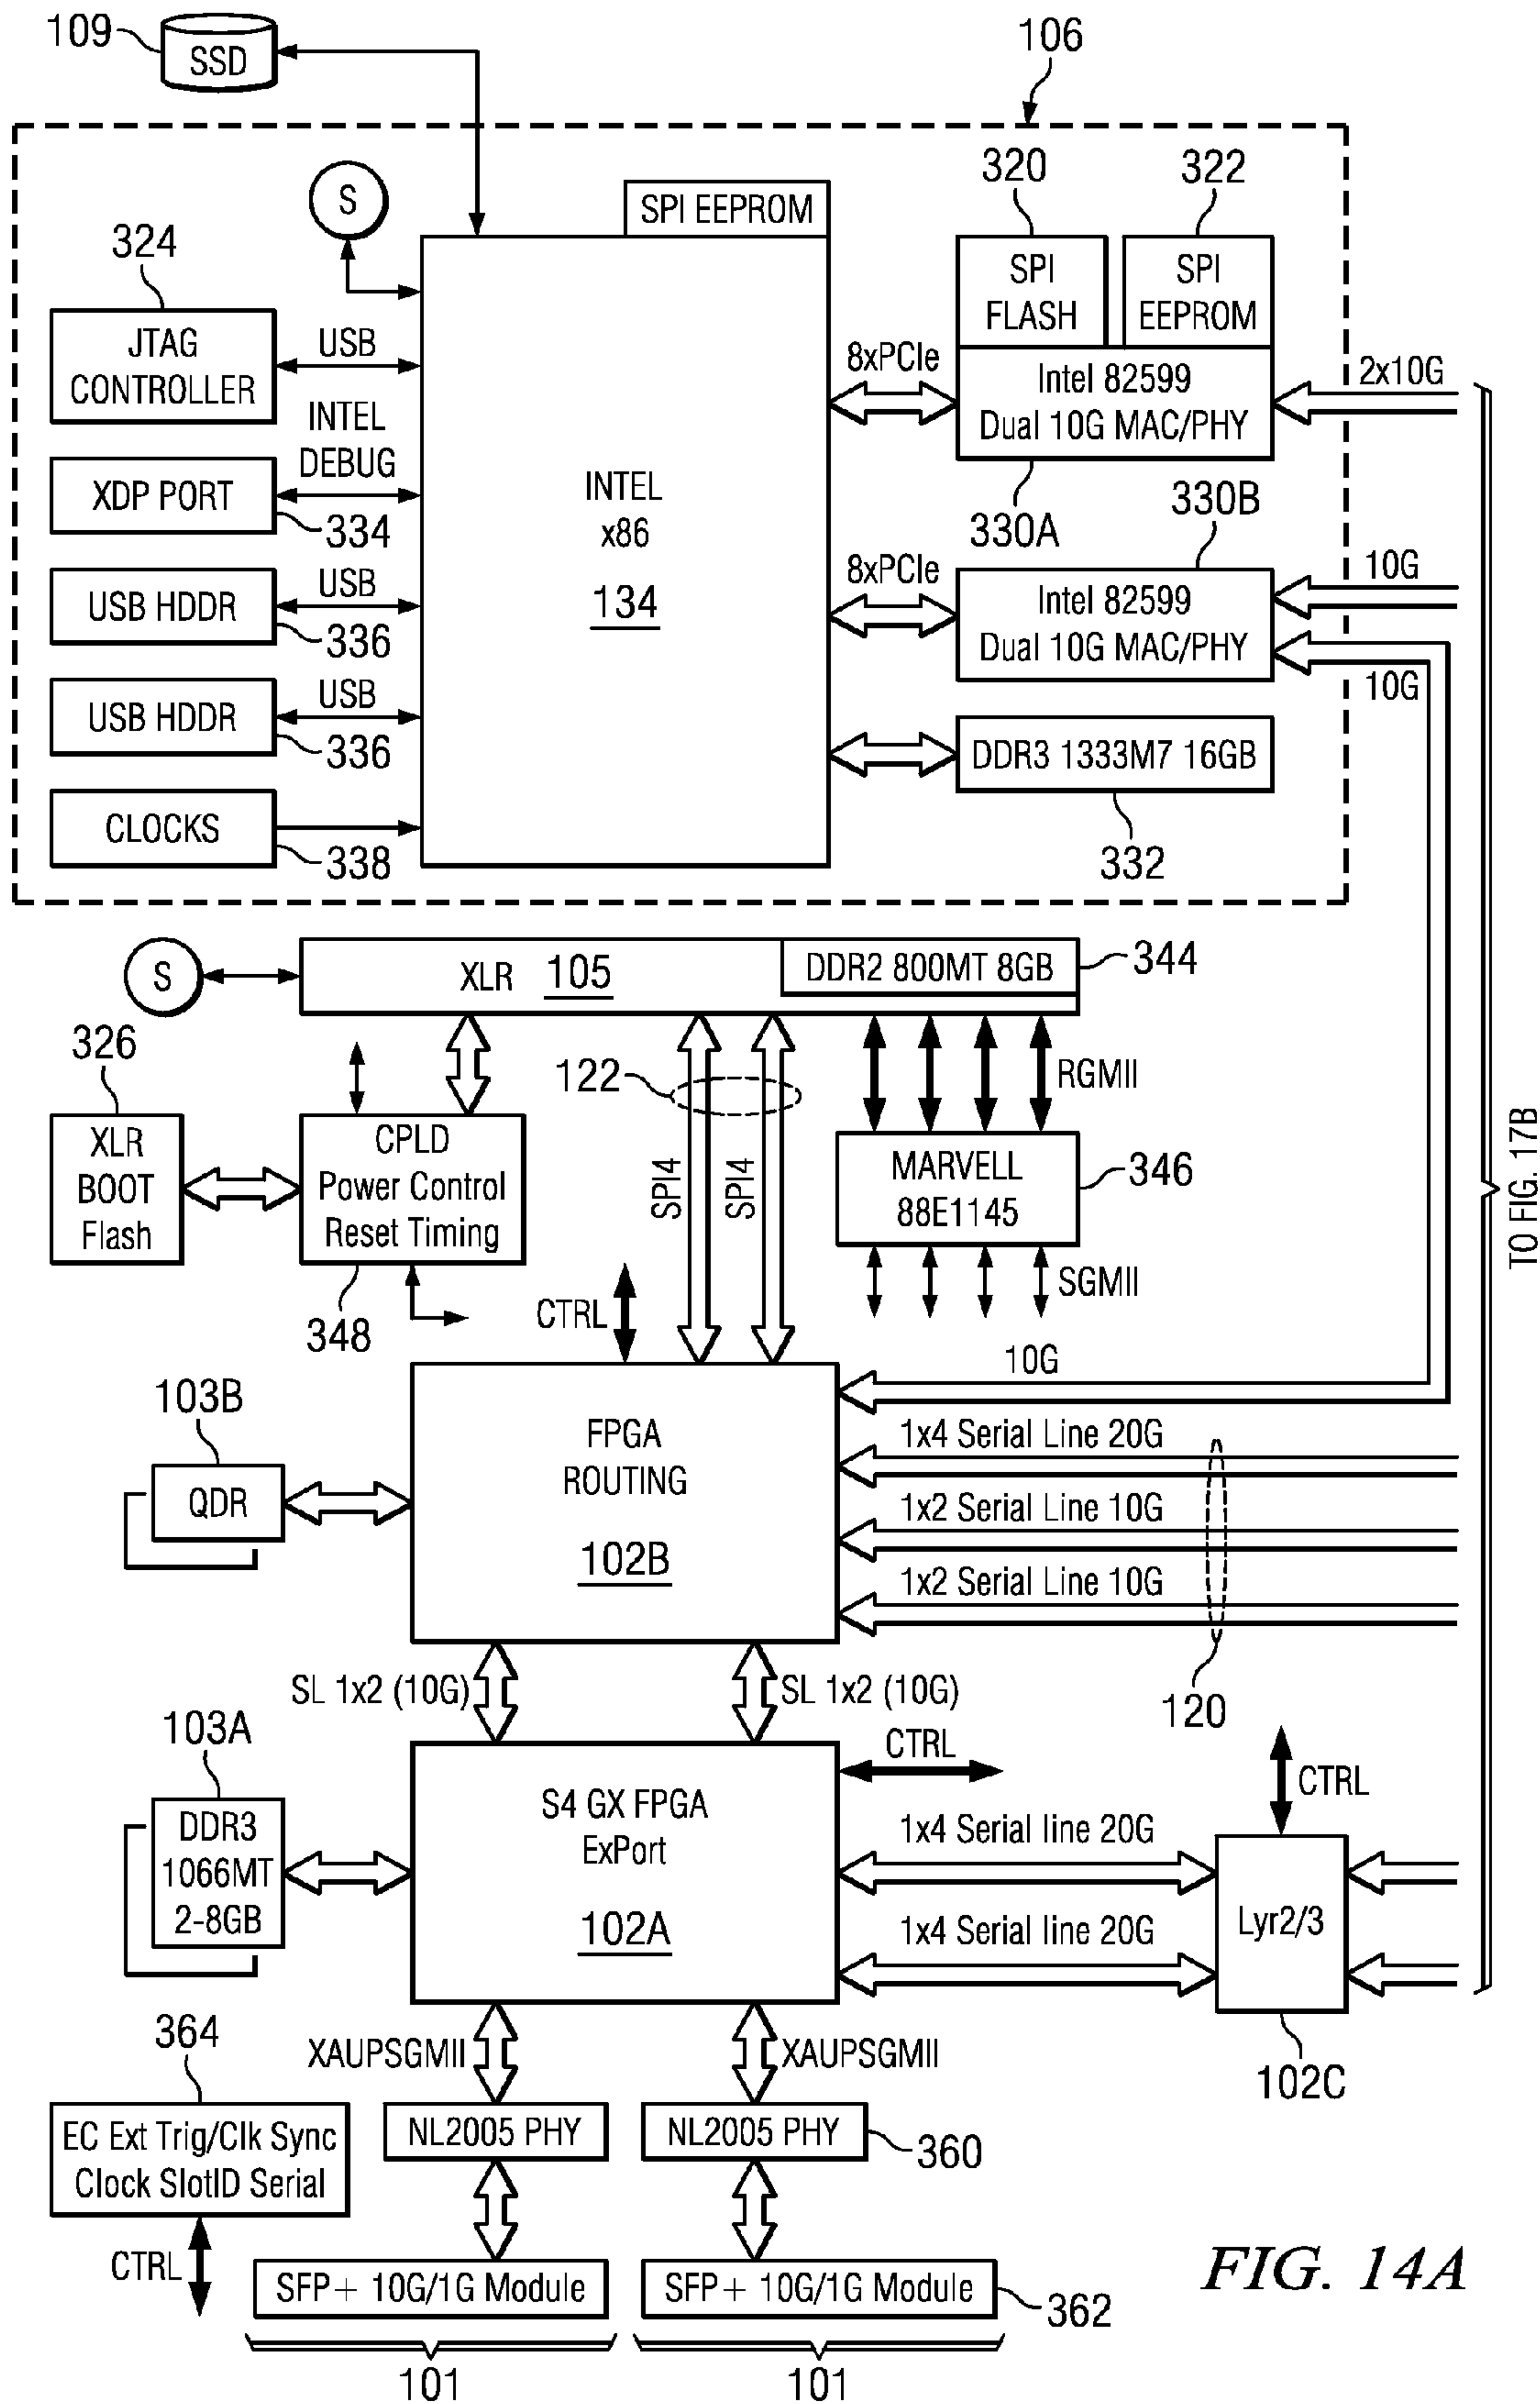 109
SSD
106
S
SPI EEPROM
320
322
324
SPI
FLASH
SPI
EEPROM
JTAG
CONTROLLER
USB
8xPCIe
Intel 82599
Dual 10G MAC/PHY
2x10G
INTEL
DEBUG
XDP PORT
334
INTEL
x86
134
330A
330B
USB HDDR
USB
336
8xPCIe
Intel 82599
Dual 10G MAC/PHY
10G
10G
USB HDDR
USB
336
DDR3 1333M7 16GB
332
CLOCKS
338
S
XLR 105
DDR2 800MT 8GB
344
326
122
RGMII
XLR
BOOT
Flash
CPLD
Power Control
Reset Timing
348
SPI4
SPI4
MARVELL
88E1145
346
SGMII
CTRL
TO FIG. 17B
10G
103B
QDR
FPGA
ROUTING
102B
1x4 Serial Line 20G
1x2 Serial Line 10G
1x2 Serial Line 10G
120
SL 1x2 (10G)
SL 1x2 (10G)
103A
DDR3
1066MT
2-8GB
S4 GX FPGA
ExPort
102A
CTRL
CTRL
1x4 Serial line 20G
1x4 Serial line 20G
Lyr2/3
102C
364
XAUPSGMII
XAUPSGMII
EC Ext Trig/Clk Sync
Clock SlotID Serial
NL2005 PHY
NL2005 PHY
360
CTRL
SFP+ 10G/1G Module
SFP+ 10G/1G Module
362
101
101
FIG. 14A